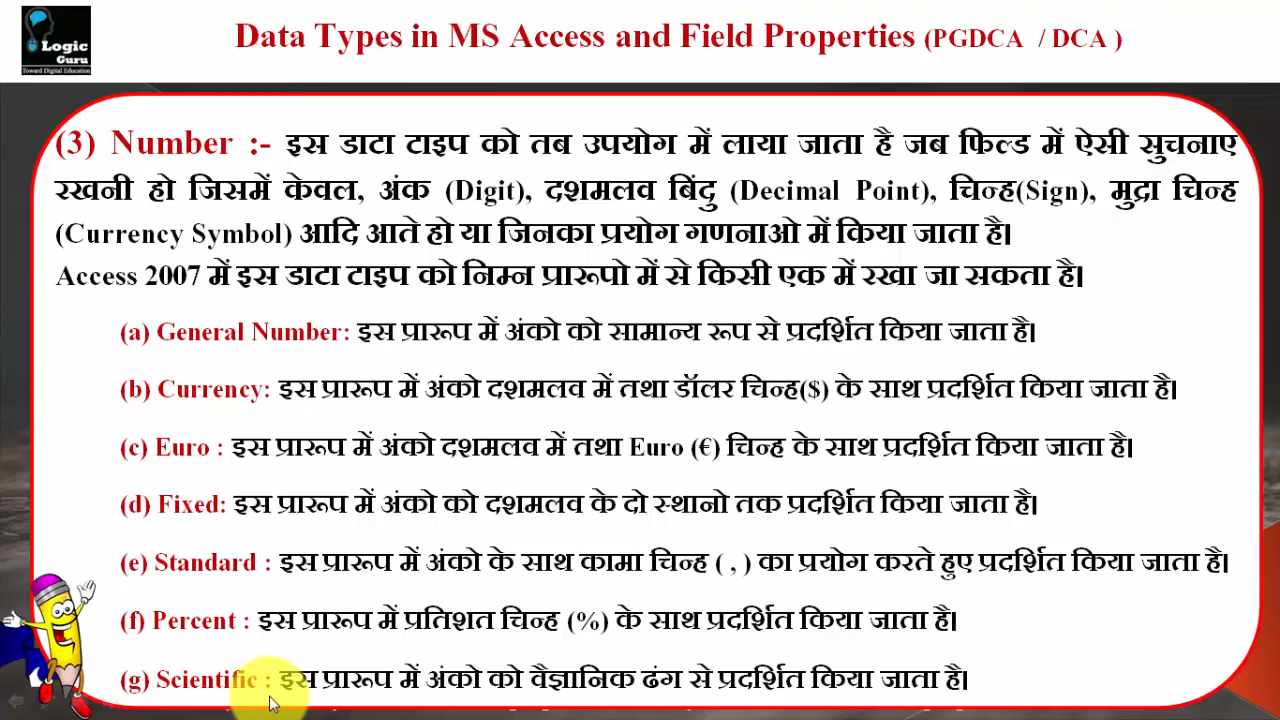 Logic
Guru
Toward Digital Education
Data Types in MS Access and Field Properties (PGDCA / DCA )
(3) Number :- इस डाटा टाइप को तब उपयोग में लाया जाता है जब फिल्ड में ऐसी सुचनाए
रखनी हो जिसमें केवल, अंक (Digit), दशमलव बिंदु (Decimal Point), चिन्ह(Sign), मुद्रा चिन्ह
(Currency Symbol) आदि आते हो या जिनका प्रयोग गणनाओ में किया जाता है।
Access 2007 में इस डाटा टाइप को निम्न प्रारूपो में से किसी एक में रखा जा सकता है।
(a) General Number: इस प्रारूप में अंको को सामान्य रूप से प्रदर्शित किया जाता है।
(b) Currency: इस प्रारूप में अंको दशमलव में तथा डॉलर चिन्ह($) के साथ प्रदर्शित किया जाता है।
(c) Euro : इस प्रारूप में अंको दशमलव में तथा Euro (€) चिन्ह के साथ प्रदर्शित किया जाता है।
(d) Fixed: इस प्रारूप में अंको को दशमलव के दो स्थानो तक प्रदर्शित किया जाता है।
(e) Standard : इस प्रारूप में अंको के साथ कामा चिन्ह ( , ) का प्रयोग करते हुए प्रदर्शित किया जाता है।
(f) Percent : इस प्रारूप में प्रतिशत चिन्ह (%) के साथ प्रदर्शित किया जाता है।
(g) Scientific : इस प्रारूप में अंको को वैज्ञानिक ढंग से प्रदर्शित किया जाता है।